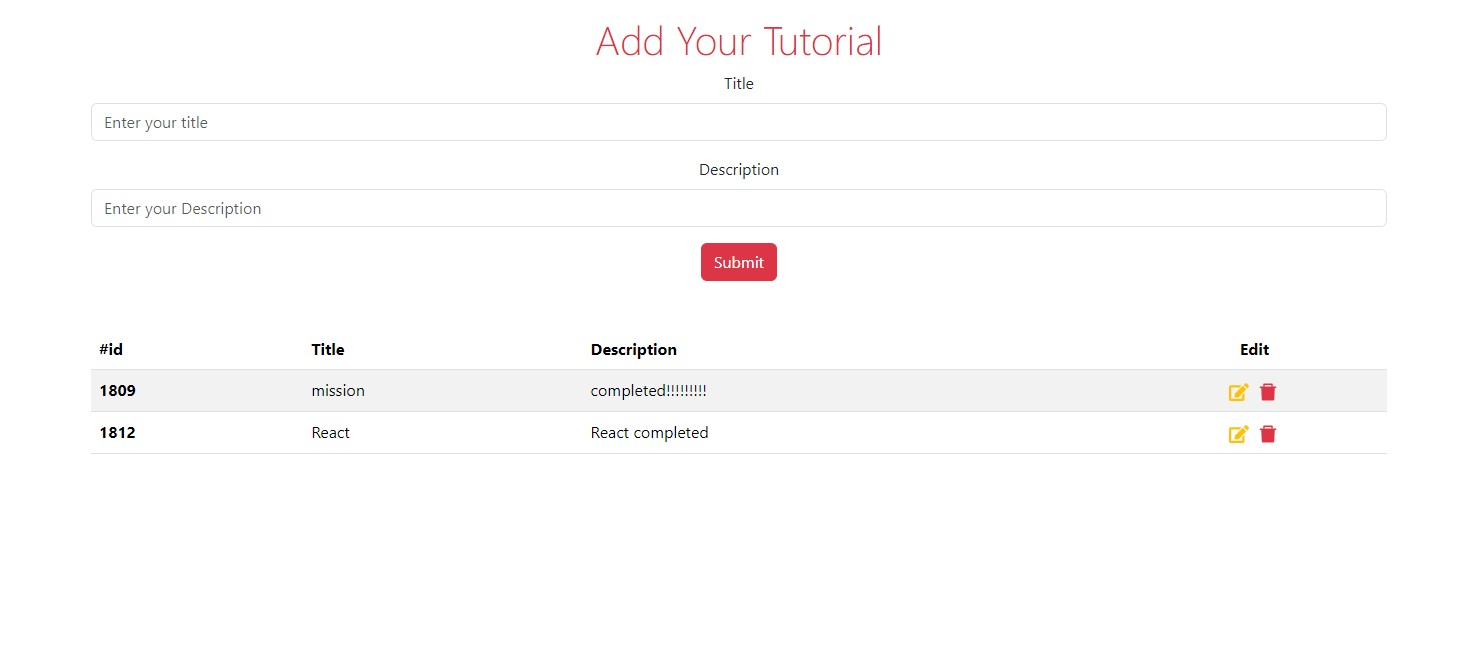 Add Your Tutorial
Title
Enter your title
Description
Enter your Description
Submit
#id Title Description Edit
1809 mission completed!!!!!!!!!
1812 React React completed